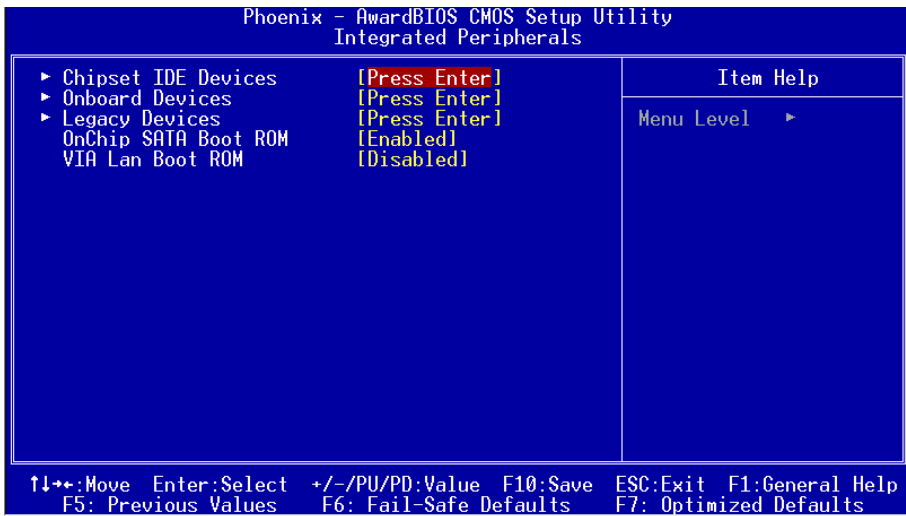 Phoenix - AwardBIOS CMOS Setup Utility
Integrated Peripherals
► Chipset IDE Devices [Press Enter]
► Onboard Devices [Press Enter]
► Legacy Devices [Press Enter]
OnChip SATA Boot ROM [Enabled]
VIA Lan Boot ROM [Disabled]
Item Help
Menu Level ►
↑↓→←:Move Enter:Select +/-/PU/PD:Value F10:Save ESC:Exit F1:General Help
F5: Previous Values F6: Fail-Safe Defaults F7: Optimized Defaults